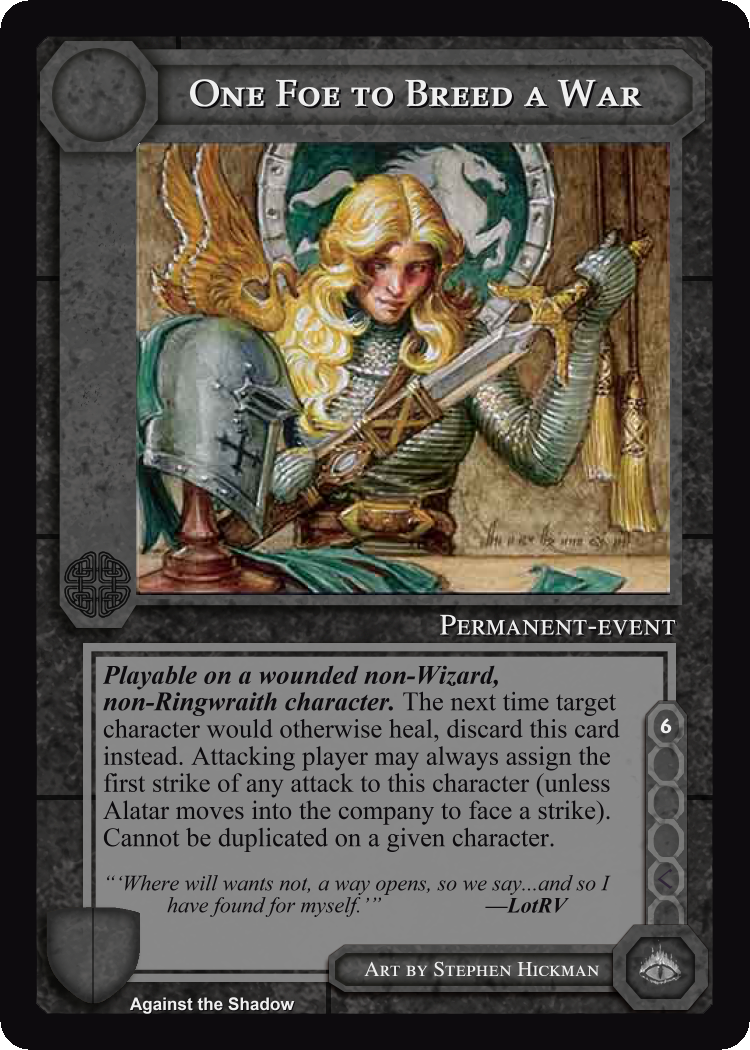 One Foe to Breed a War
Permanent-event
Playable on a wounded non-Wizard,
non-Ringwraith character. The next time target
character would otherwise heal, discard this card
instead. Attacking player may always assign the
first strike of any attack to this character (unless
Alatar moves into the company to face a strike).
Cannot be duplicated on a given character.
6
“‘Where will wants not, a way opens, so we say...and so I
have found for myself.’” —LotRV
Art by Stephen Hickman
Against the Shadow